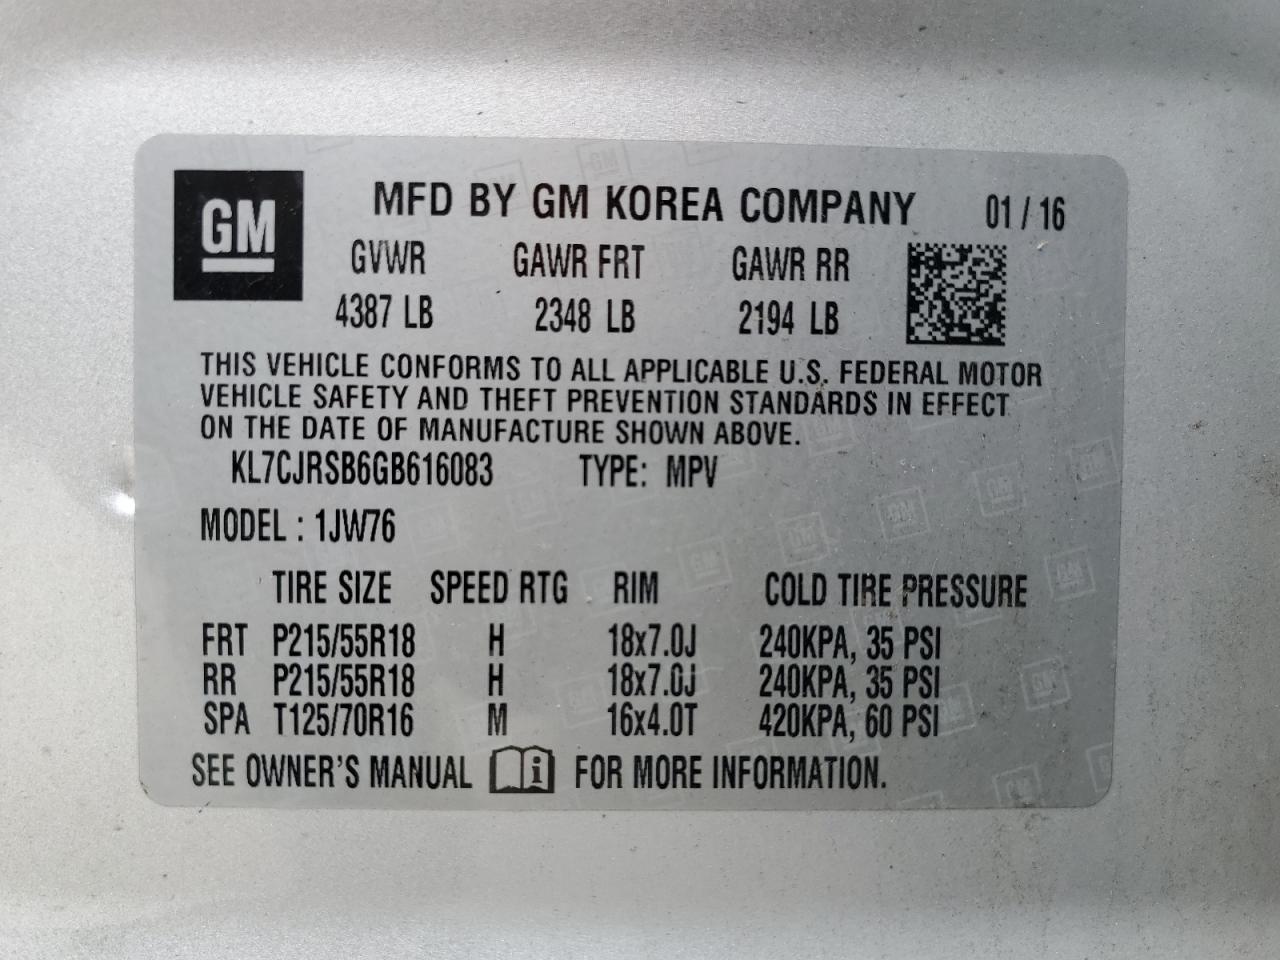 GM MFD BY GM KOREA COMPANY 01 / 16
GVWR GAWR FRT GAWR RR
4387 LB 2348 LB 2194 LB
THIS VEHICLE CONFORMS TO ALL APPLICABLE U.S. FEDERAL MOTOR
VEHICLE SAFETY AND THEFT PREVENTION STANDARDS IN EFFECT
ON THE DATE OF MANUFACTURE SHOWN ABOVE.
KL7CJRSB6GB616083 TYPE: MPV
MODEL : 1JW76
TIRE SIZE SPEED RTG RIM COLD TIRE PRESSURE
FRT P215/55R18 H 18x7.0J 240KPA, 35 PSI
RR P215/55R18 H 18x7.0J 240KPA, 35 PSI
SPA T125/70R16 M 16x4.0T 420KPA, 60 PSI
SEE OWNER'S MANUAL i FOR MORE INFORMATION.